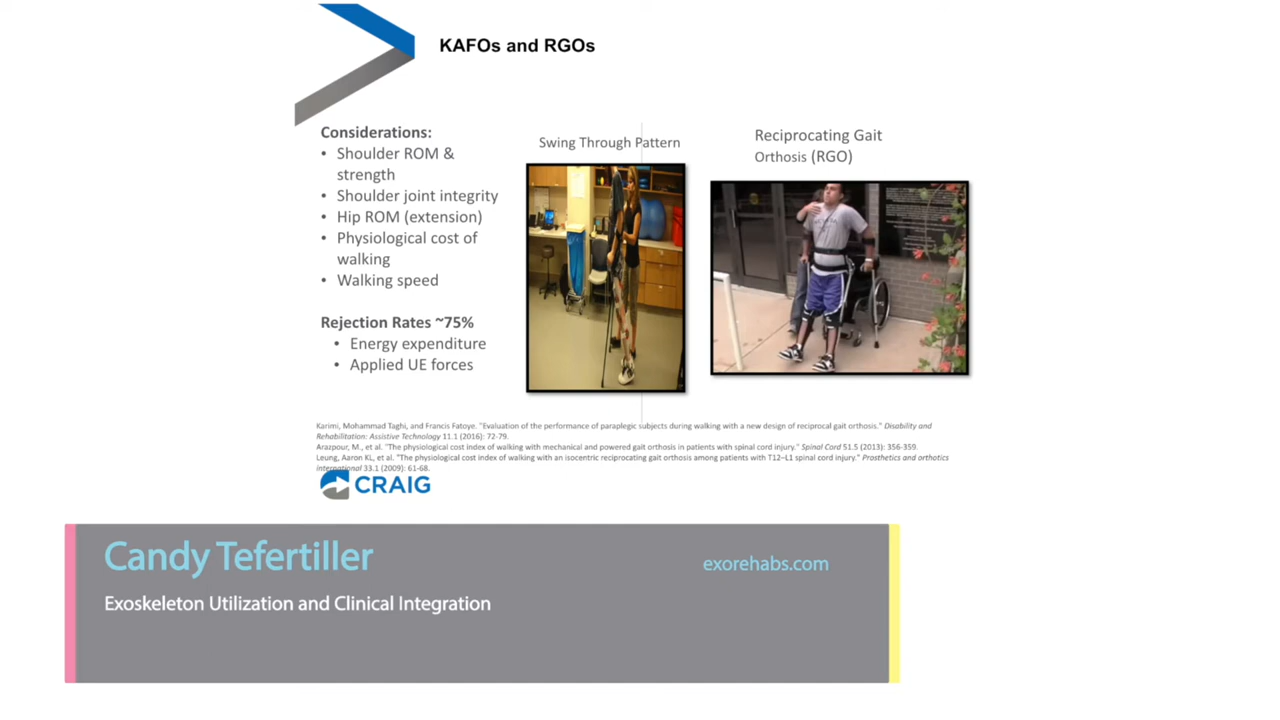 KAFOs and RGOs
Considerations:
• Shoulder ROM &
strength
• Shoulder joint integrity
• Hip ROM (extension)
• Physiological cost of
walking
• Walking speed
Rejection Rates ~75%
• Energy expenditure
• Applied UE forces
Swing Through Pattern
Reciprocating Gait
Orthosis (RGO)
Karimi, Mohammad Taghi, and Francis Fatoye. "Evaluation of the performance of paraplegic subjects during walking with a new design of reciprocal gait orthosis." Disability and
Rehabilitation: Assistive Technology 11.1 (2016): 72-79.
Arazpour, M., et al. "The physiological cost index of walking with mechanical and powered gait orthosis in patients with spinal cord injury." Spinal Cord 51.5 (2013): 356-359.
Leung, Aaron KL, et al. "The physiological cost index of walking with an isocentric reciprocating gait orthosis among patients with T12–L1 spinal cord injury." Prosthetics and orthotics
international 33.1 (2009): 61-68.
CRAIG
Candy Tefertiller
exorehabs.com
Exoskeleton Utilization and Clinical Integration